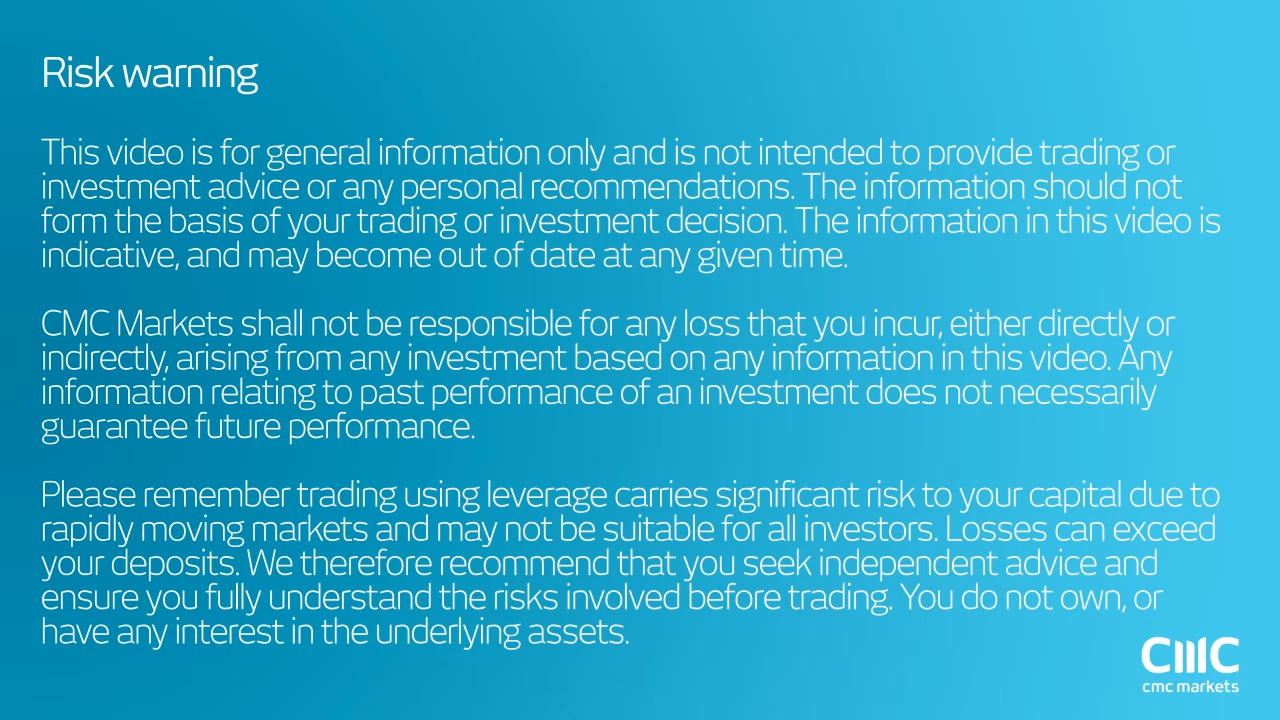 Risk warning
This video is for general information only and is not intended to provide trading or
investment advice or any personal recommendations. The information should not
form the basis of your trading or investment decision. The information in this video is
indicative, and may become out of date at any given time.
CMC Markets shall not be responsible for any loss that you incur, either directly or
indirectly, arising from any investment based on any information in this video. Any
information relating to past performance of an investment does not necessarily
guarantee future performance.
Please remember trading using leverage carries significant risk to your capital due to
rapidly moving markets and may not be suitable for all investors. Losses can exceed
your deposits. We therefore recommend that you seek independent advice and
ensure you fully understand the risks involved before trading. You do not own, or
have any interest in the underlying assets.
CMC
cmc markets